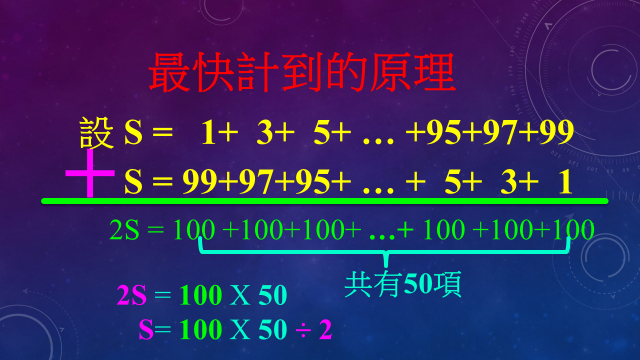 最快計到的原理
設 S = 1+ 3+ 5+ … +95+97+99
+ S = 99+97+95+ … + 5+ 3+ 1
2S = 100 +100+100+ …+ 100 +100+100
共有50項
2S = 100 X 50
S= 100 X 50 ÷ 2